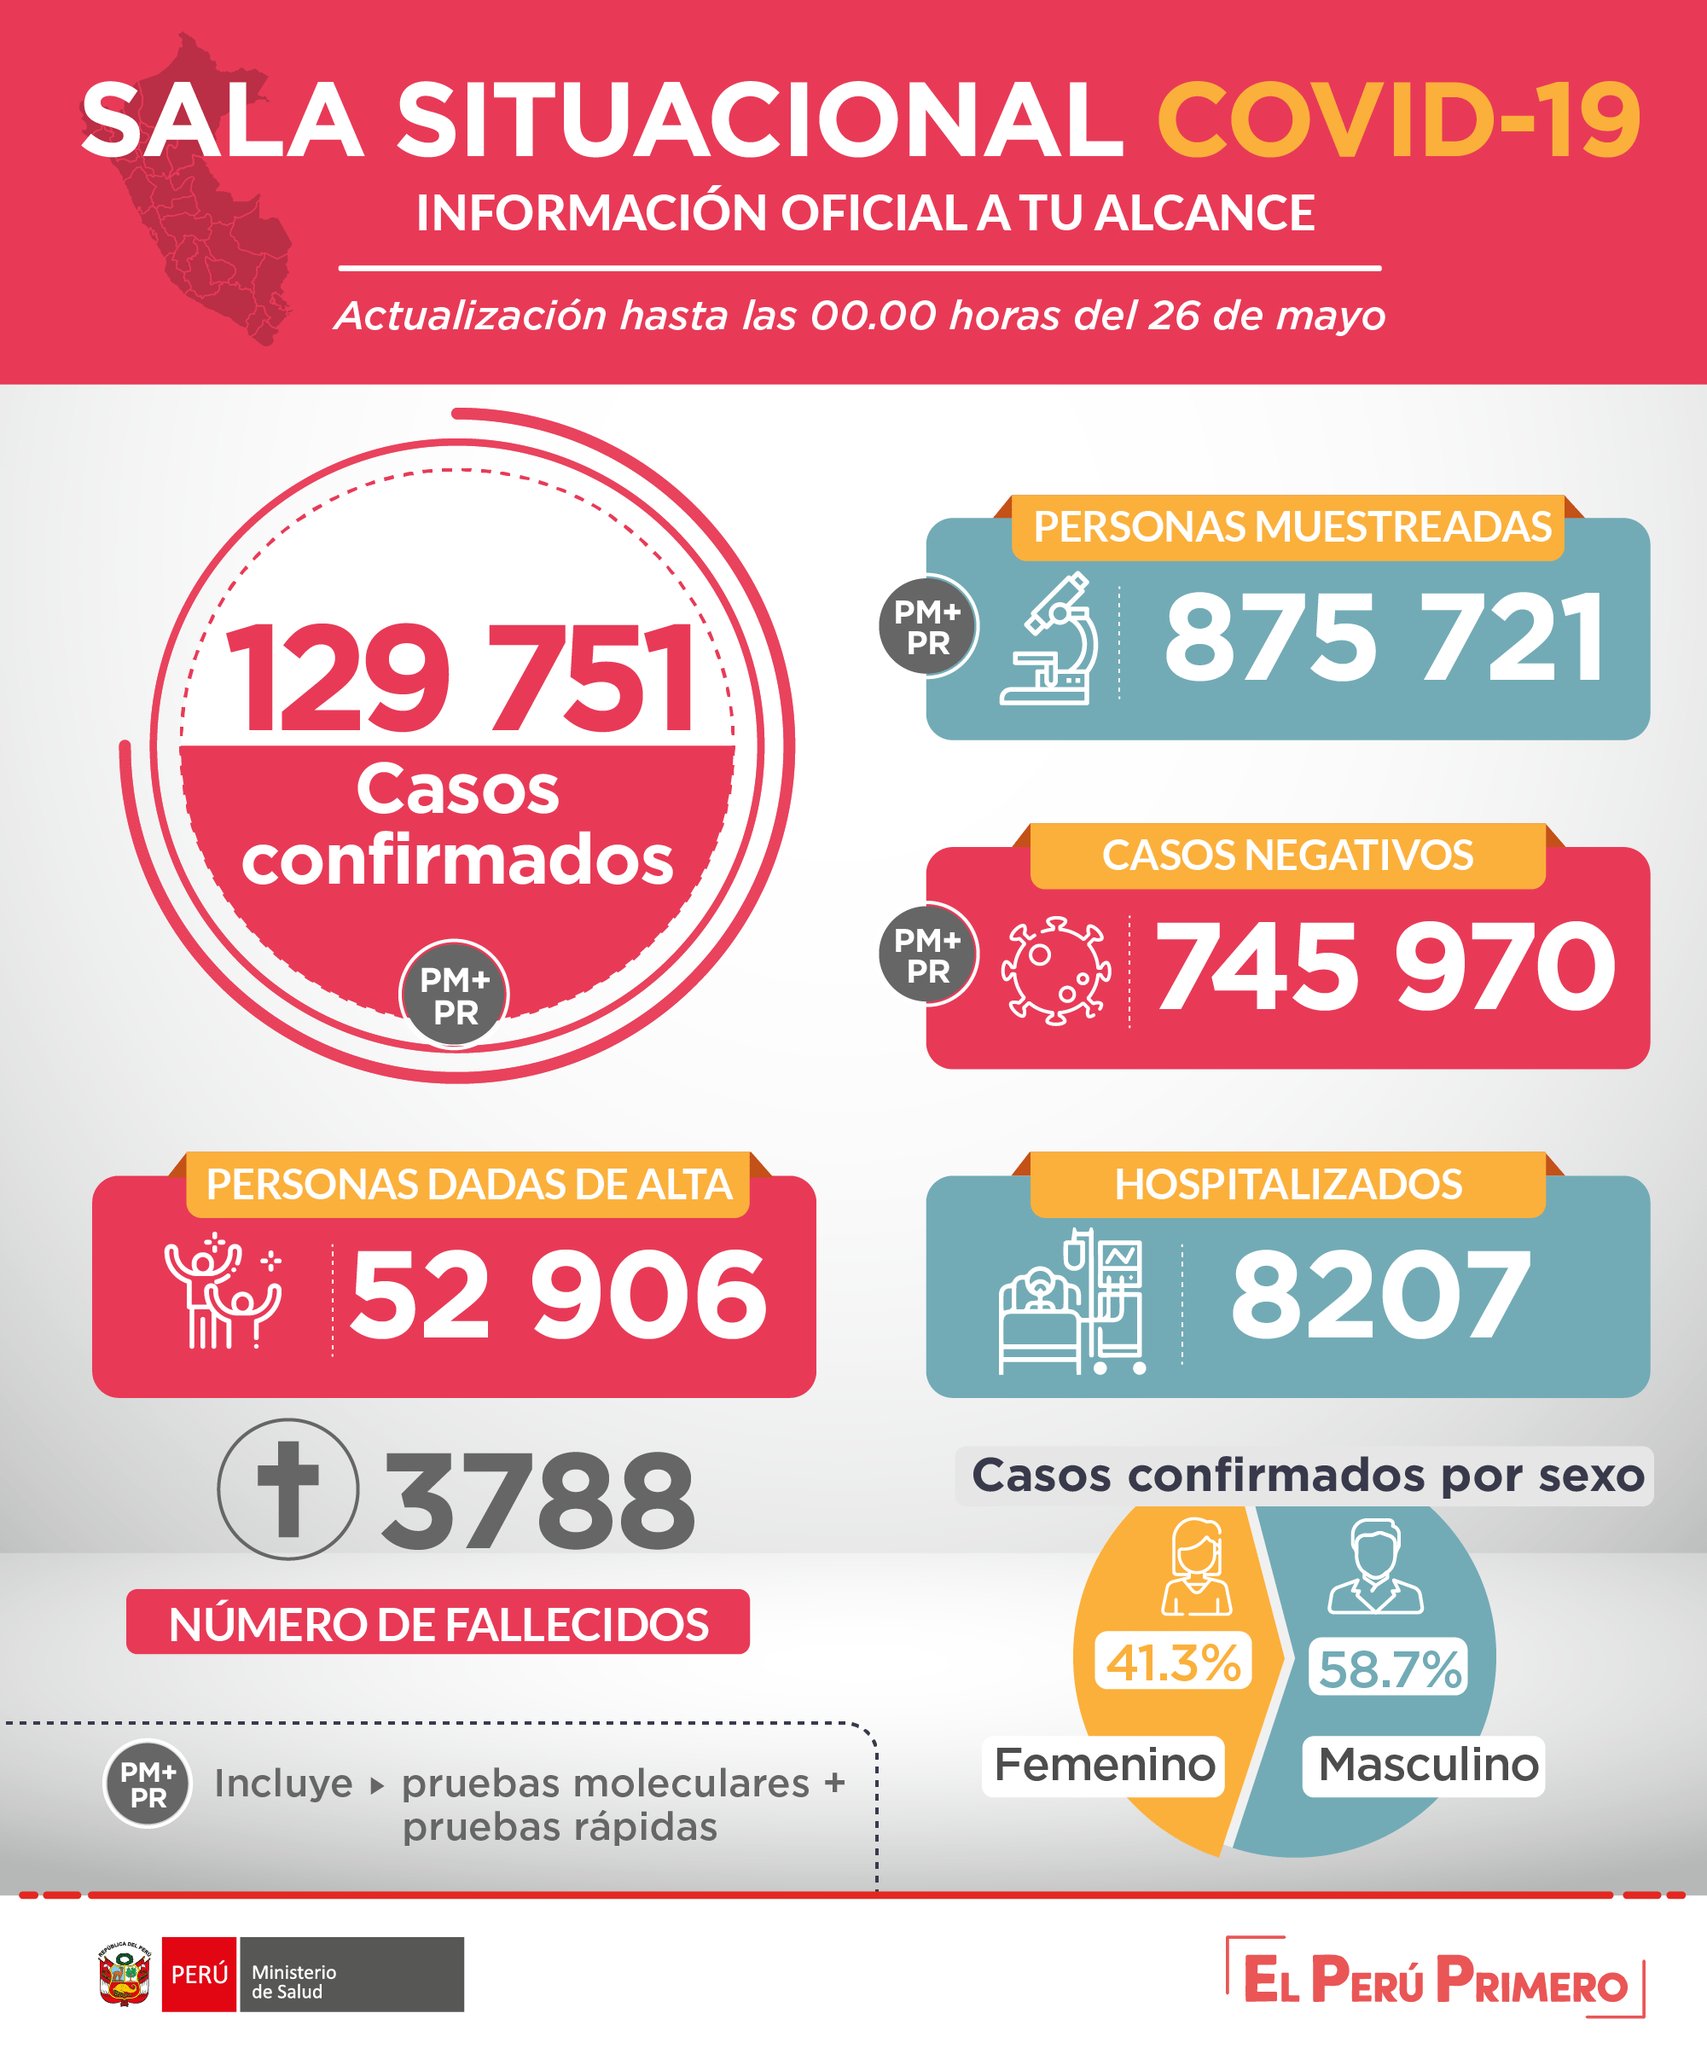 SALA SITUACIONAL COVID-19
INFORMACIÓN OFICIAL A TU ALCANCE
Actualización hasta las 00.00 horas del 26 de mayo
129 751
Casos
confirmados
PM+
PR
PERSONAS MUESTREADAS
PM+
PR
875 721
CASOS NEGATIVOS
PM+
PR
745 970
PERSONAS DADAS DE ALTA
52 906
HOSPITALIZADOS
8207
3788
NÚMERO DE FALLECIDOS
Casos confirmados por sexo
41.3%
Femenino
58.7%
Masculino
PM+
PR
Incluye pruebas moleculares +
pruebas rápidas
REPÚBLICA DEL PERÚ
PERÚ
Ministerio
de Salud
EL PERÚ PRIMERO